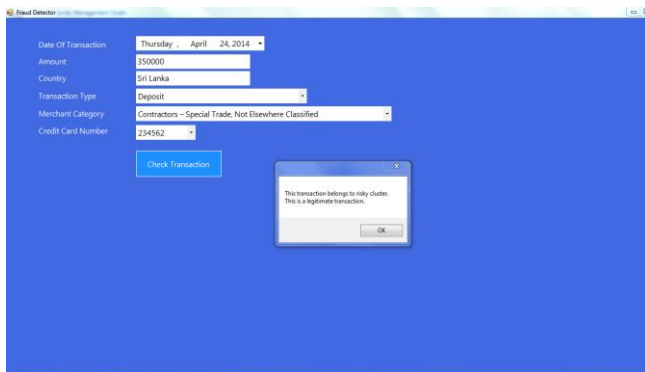 Fraud Detector
Date Of Transaction Thursday , April 24, 2014
Amount 350000
Country Sri Lanka
Transaction Type Deposit
Merchant Category Contractors – Special Trade, Not Elsewhere Classified
Credit Card Number 234562
Check Transaction
This transaction belongs to risky cluster.
This is a legitimate transaction.
OK